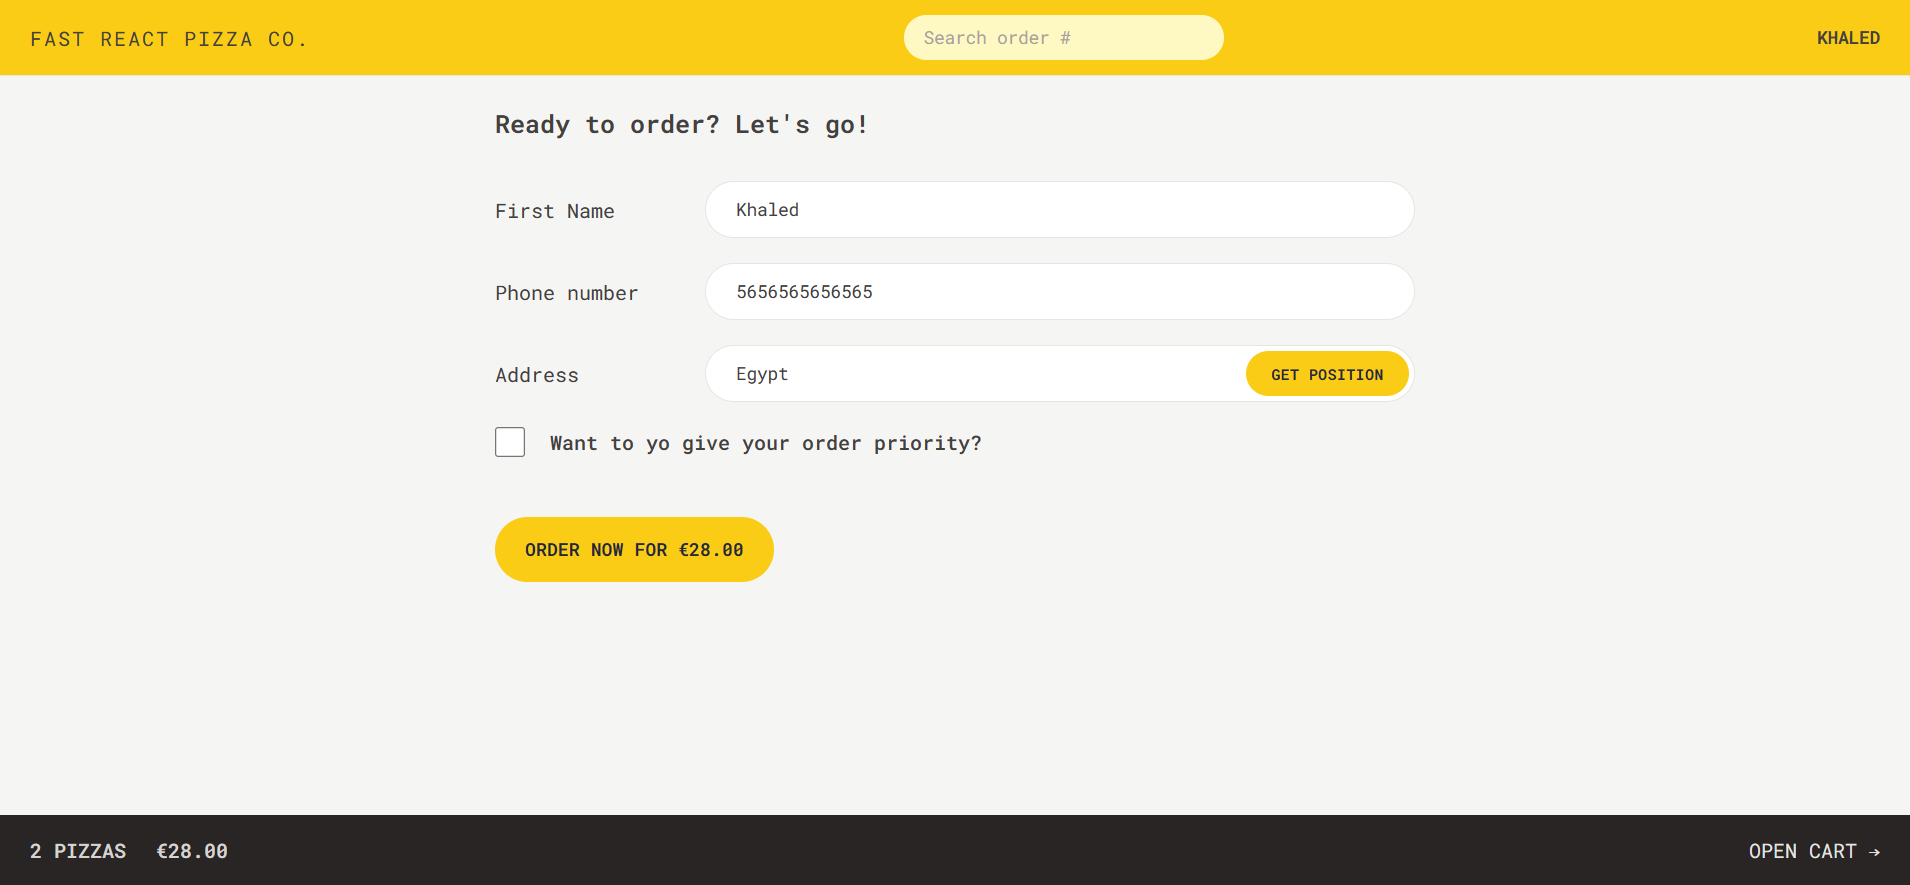 FAST REACT PIZZA CO.
Search order #
KHALED
Ready to order? Let's go!
First Name
Khaled
Phone number
5656565656565
Address
Egypt
GET POSITION
Want to yo give your order priority?
ORDER NOW FOR €28.00
2 PIZZAS €28.00
OPEN CART →